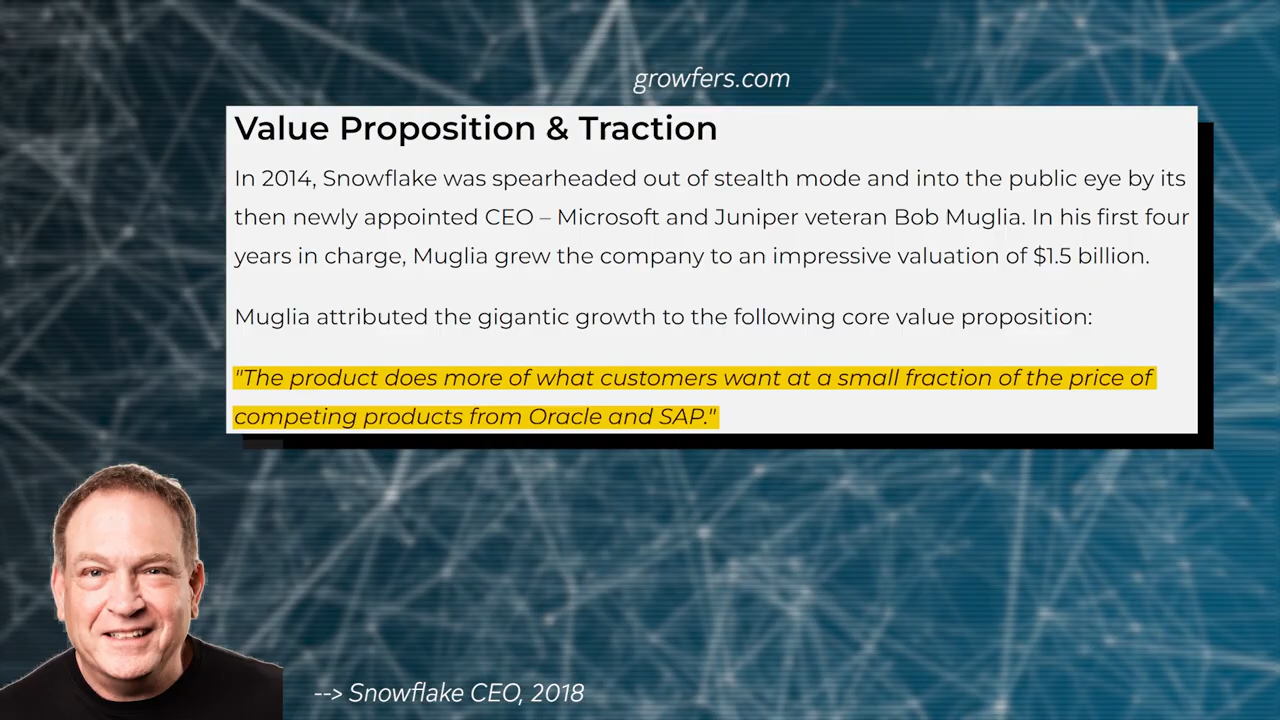 growfers.com
Value Proposition & Traction
In 2014, Snowflake was spearheaded out of stealth mode and into the public eye by its
then newly appointed CEO – Microsoft and Juniper veteran Bob Muglia. In his first four
years in charge, Muglia grew the company to an impressive valuation of $1.5 billion.
Muglia attributed the gigantic growth to the following core value proposition:
"The product does more of what customers want at a small fraction of the price of
competing products from Oracle and SAP."
--> Snowflake CEO, 2018